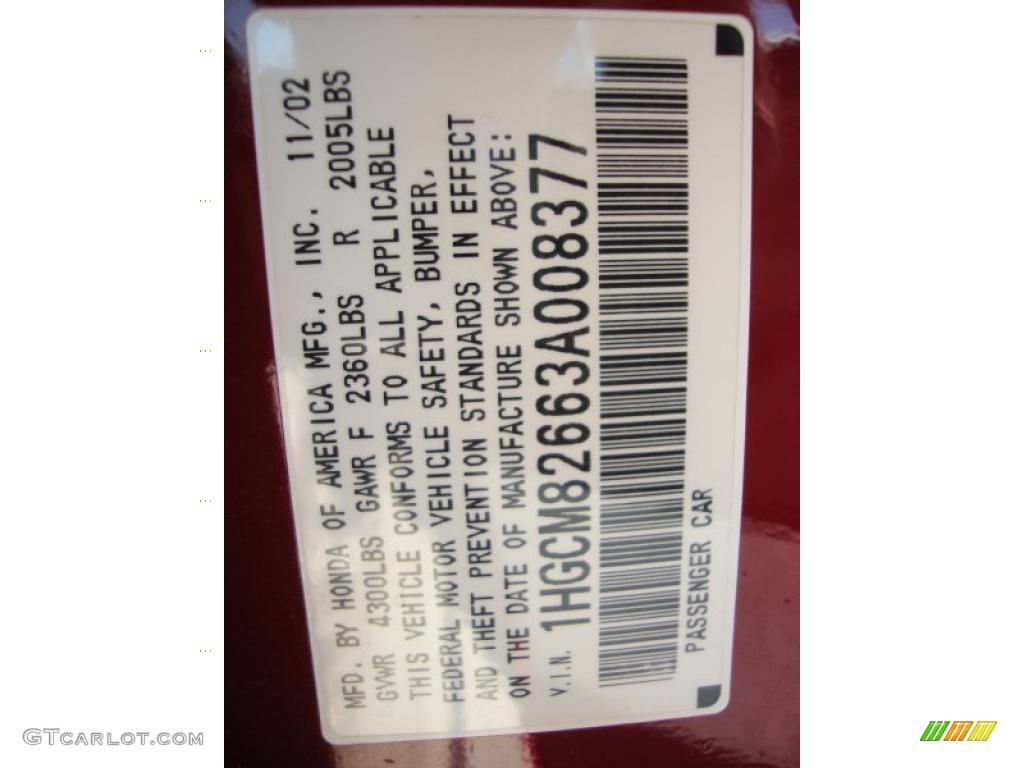 MFD. BY HONDA OF AMERICA MFG., INC. 11/02
GVWR 4300LBS GAWR F 2360LBS R 2005LBS
THIS VEHICLE CONFORMS TO ALL APPLICABLE
FEDERAL MOTOR VEHICLE SAFETY, BUMPER,
AND THEFT PREVENTION STANDARDS IN EFFECT
ON THE DATE OF MANUFACTURE SHOWN ABOVE:
V.I.N. 1HGCM82663A008377
PASSENGER CAR
GTCARLOT.COM